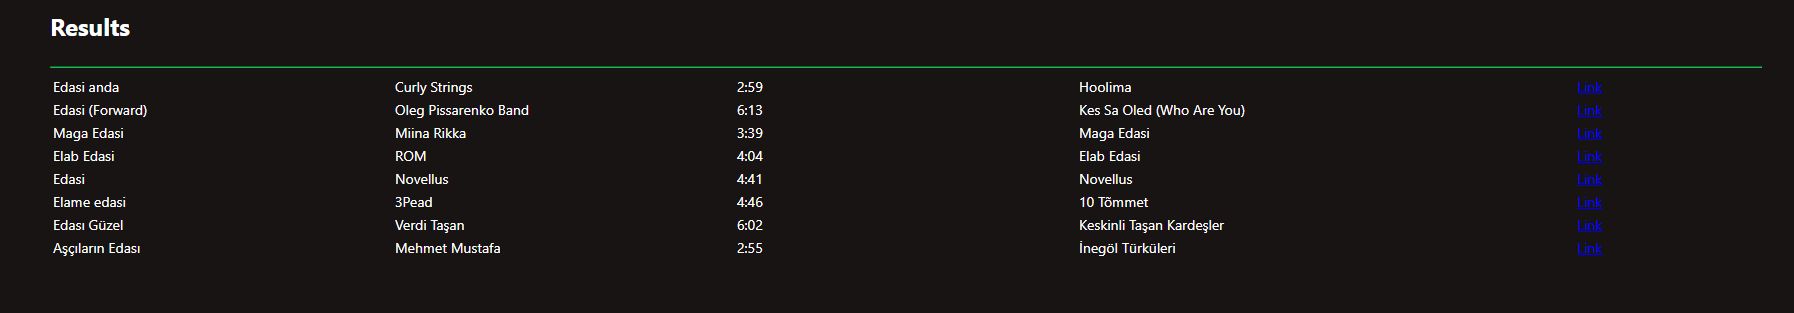 Results
Edasi anda Curly Strings 2:59 Hoolima Link
Edasi (Forward) Oleg Pissarenko Band 6:13 Kes Sa Oled (Who Are You) Link
Maga Edasi Miina Rikka 3:39 Maga Edasi Link
Elab Edasi ROM 4:04 Elab Edasi Link
Edasi Novellus 4:41 Novellus Link
Elame edasi 3Pead 4:46 10 Tõmmet Link
Edası Güzel Verdi Taşan 6:02 Keskinli Taşan Kardeşler Link
Aşçıların Edası Mehmet Mustafa 2:55 İnegöl Türküleri Link